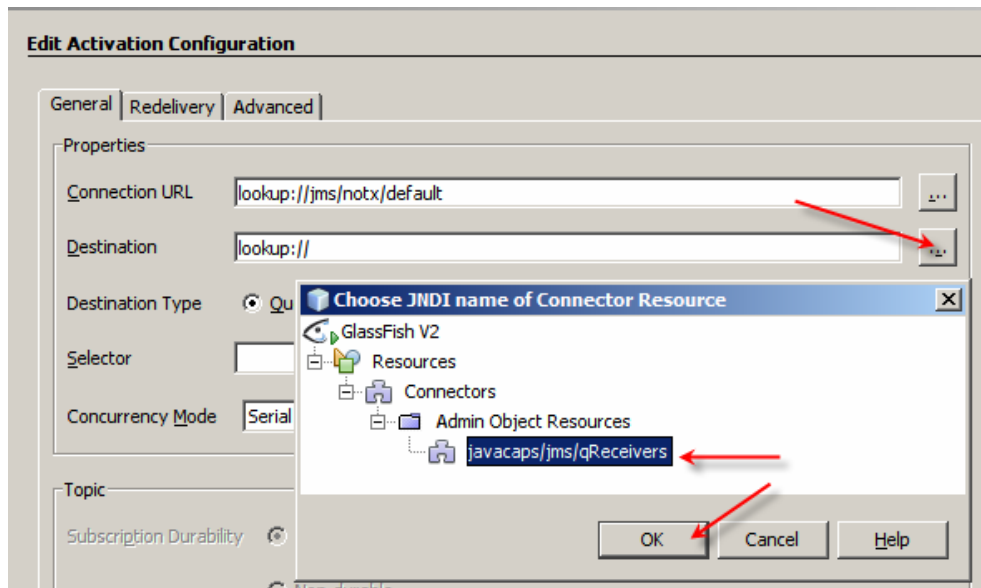 Edit Activation Configuration
General Redelivery Advanced
Properties
Connection URL lookup://jms/notx/default ...
Destination lookup:// ...
Destination Type Qu
Choose JNDI name of Connector Resource
GlassFish V2
Selector
Resources
Connectors
Concurrency Mode Serial
Admin Object Resources
javacaps/jms/qReceivers
Topic
Subscription Durability
OK Cancel Help
Non-durable